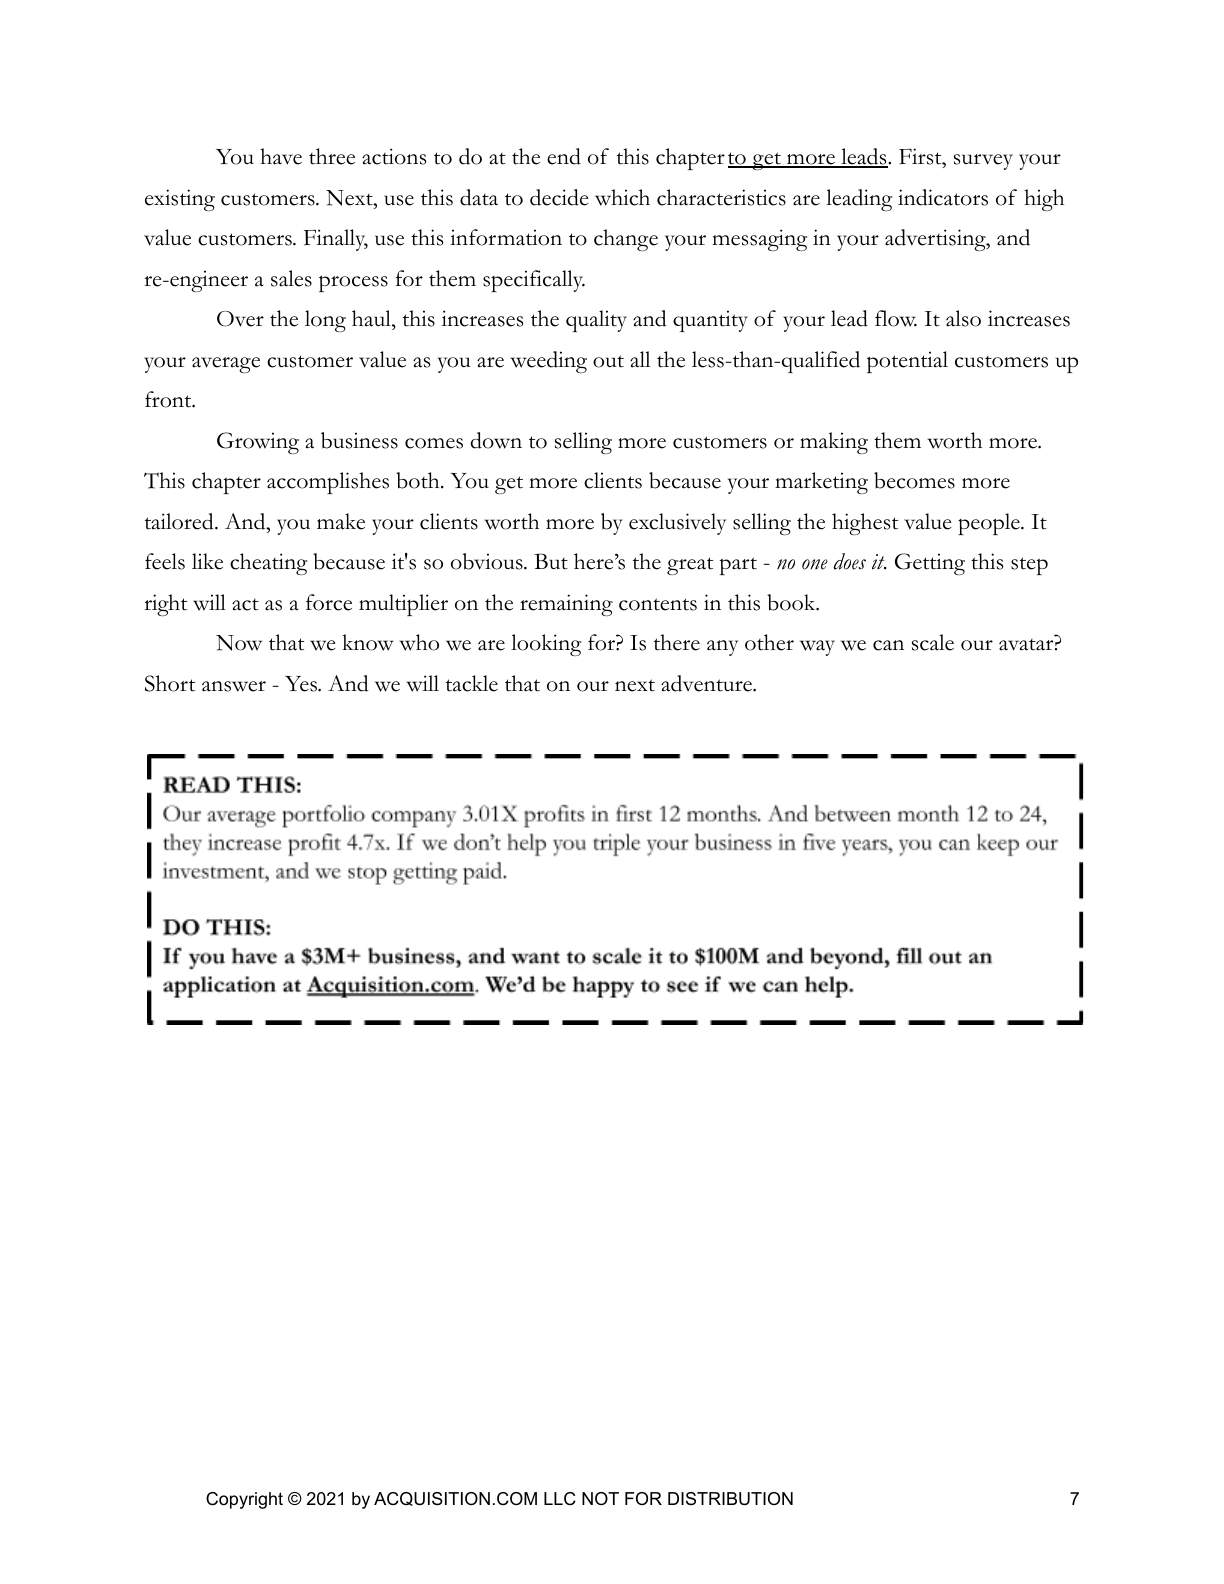 You have three actions to do at the end of this chapter to get more leads. First, survey your
existing customers. Next, use this data to decide which characteristics are leading indicators of high
value customers. Finally, use this information to change your messaging in your advertising, and
re-engineer a sales process for them specifically.
Over the long haul, this increases the quality and quantity of your lead flow. It also increases
your average customer value as you are weeding out all the less-than-qualified potential customers up
front.
Growing a business comes down to selling more customers or making them worth more.
This chapter accomplishes both. You get more clients because your marketing becomes more
tailored. And, you make your clients worth more by exclusively selling the highest value people. It
feels like cheating because it's so obvious. But here’s the great part - no one does it. Getting this step
right will act as a force multiplier on the remaining contents in this book.
Now that we know who we are looking for? Is there any other way we can scale our avatar?
Short answer - Yes. And we will tackle that on our next adventure.
READ THIS:
Our average portfolio company 3.01X profits in first 12 months. And between month 12 to 24,
they increase profit 4.7x. If we don’t help you triple your business in five years, you can keep our
investment, and we stop getting paid.
DO THIS:
If you have a $3M+ business, and want to scale it to $100M and beyond, fill out an
application at Acquisition.com. We’d be happy to see if we can help.
Copyright © 2021 by ACQUISITION.COM LLC NOT FOR DISTRIBUTION 7